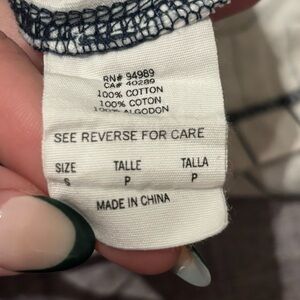 RN# 94989
CA# 40289
100% COTTON
100% COTON
100% ALGODON
SEE REVERSE FOR CARE
SIZE TALLE TALLA
S P P
MADE IN CHINA